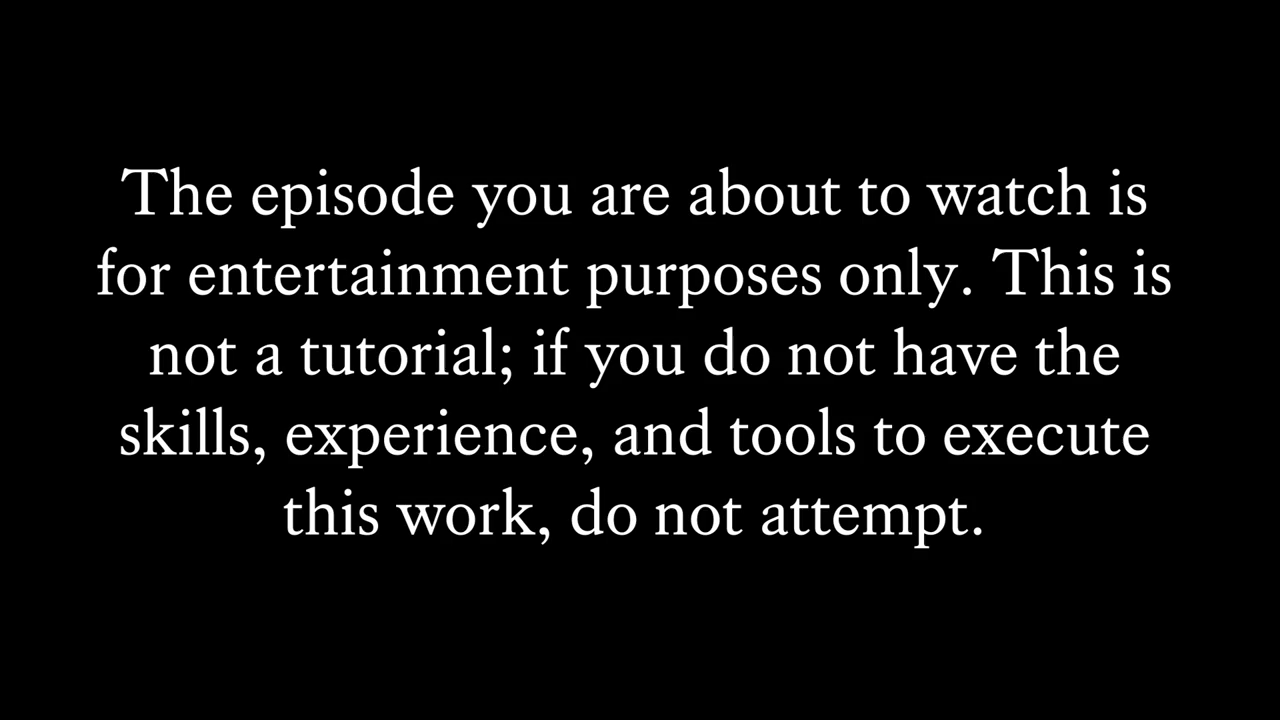 The episode you are about to watch is
for entertainment purposes only. This is
not a tutorial; if you do not have the
skills, experience, and tools to execute
this work, do not attempt.